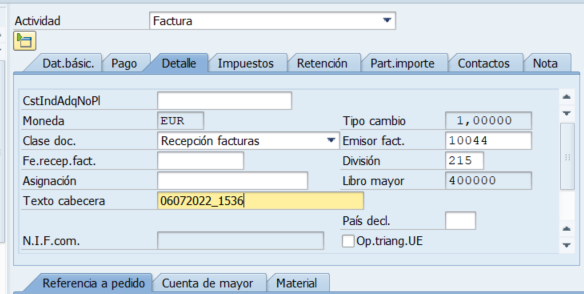 Actividad Factura
Dat.básic. Pago Detalle Impuestos Retención Part.importe Contactos Nota
CstIndAdqNoPl
Moneda EUR Tipo cambio 1,00000
Clase doc. Recepción facturas Emisor fact. 10044
Fe.recep.fact. División 215
Asignación Libro mayor 400000
Texto cabecera 06072022_1536
País decl.
N.I.F.com. Op.triang.UE
Referencia a pedido Cuenta de mayor Material